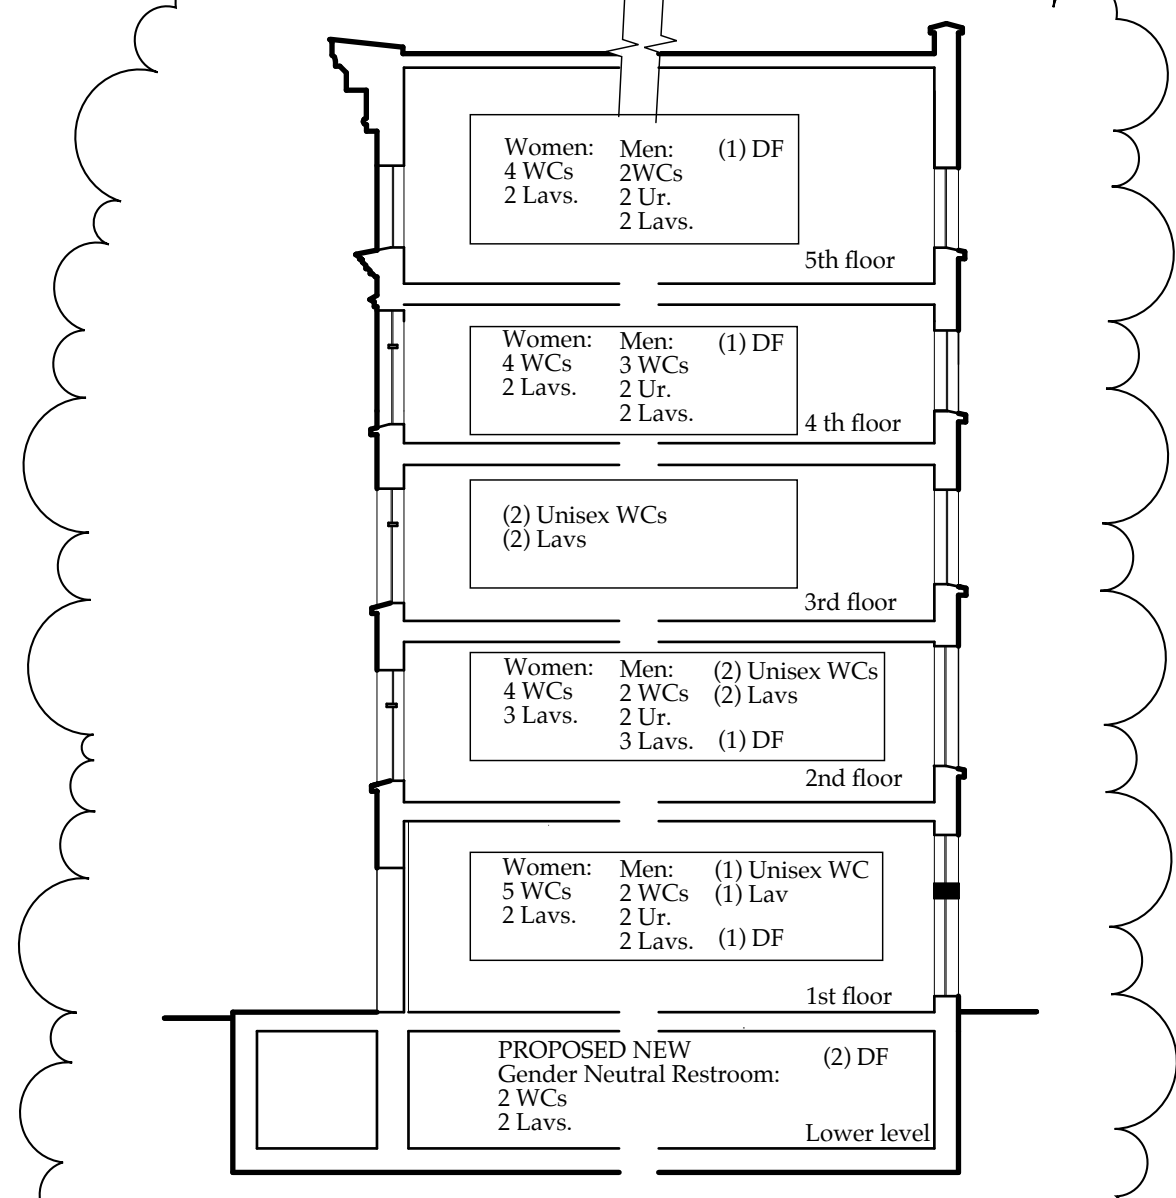 Women:
4 WCs
2 Lavs.
Men:
2WCs
2 Ur.
2 Lavs.
(1) DF
5th floor
Women:
4 WCs
2 Lavs.
Men:
3 WCs
2 Ur.
2 Lavs.
(1) DF
4 th floor
(2) Unisex WCs
(2) Lavs
3rd floor
Women:
4 WCs
3 Lavs.
Men:
2 WCs
2 Ur.
3 Lavs.
(2) Unisex WCs
(2) Lavs
(1) DF
2nd floor
Women:
5 WCs
2 Lavs.
Men:
2 WCs
2 Ur.
2 Lavs.
(1) Unisex WC
(1) Lav
(1) DF
1st floor
PROPOSED NEW
Gender Neutral Restroom:
2 WCs
2 Lavs.
(2) DF
Lower level